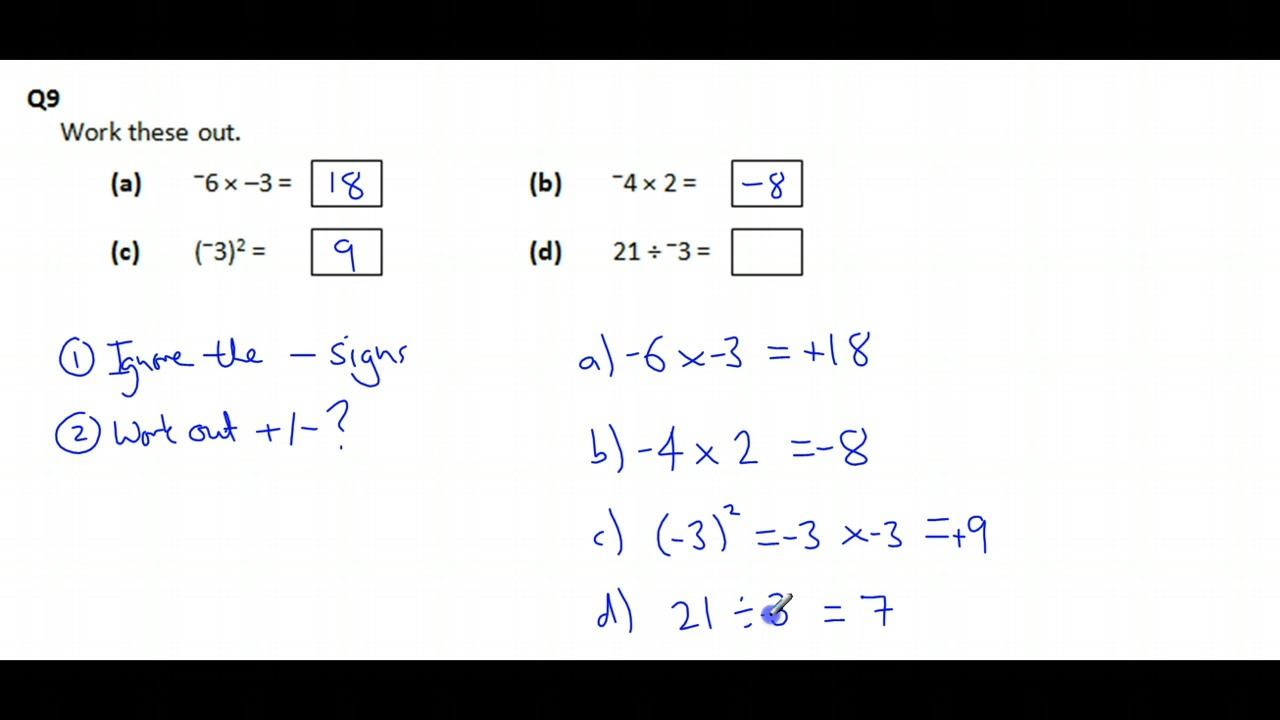 Q9
Work these out.
(a) ⁻6 × –3 = 18 (b) ⁻4 × 2 = -8
(c) (⁻3)² = 9 (d) 21 ÷ ⁻3 =
① Ignore the – signs
② Work out +/- ?
a) -6 x -3 = +18
b) -4 x 2 = -8
c) (-3)² = -3 x -3 = +9
d) 21 ÷ 3 = 7